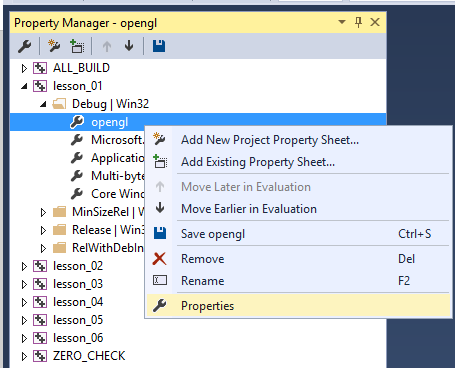 Property Manager - opengl
ALL_BUILD
lesson_01
Debug | Win32
opengl
Microsoft.
Application
Multi-byte
Core Wind
MinSizeRel |
Release | Win3
RelWithDebIn
lesson_02
lesson_03
lesson_04
lesson_05
lesson_06
ZERO_CHECK
Add New Project Property Sheet...
Add Existing Property Sheet...
Move Later in Evaluation
Move Earlier in Evaluation
Save opengl Ctrl+S
Remove Del
Rename F2
Properties